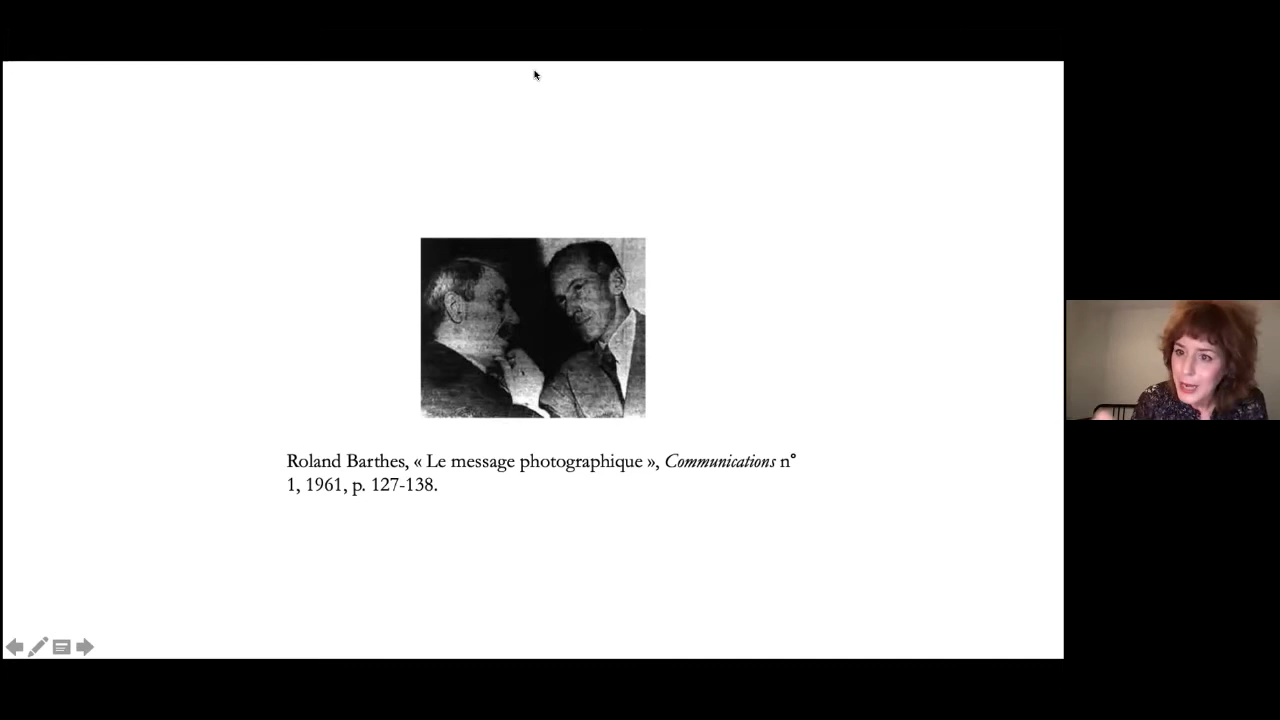 Roland Barthes, « Le message photographique », Communications n°
1, 1961, p. 127-138.